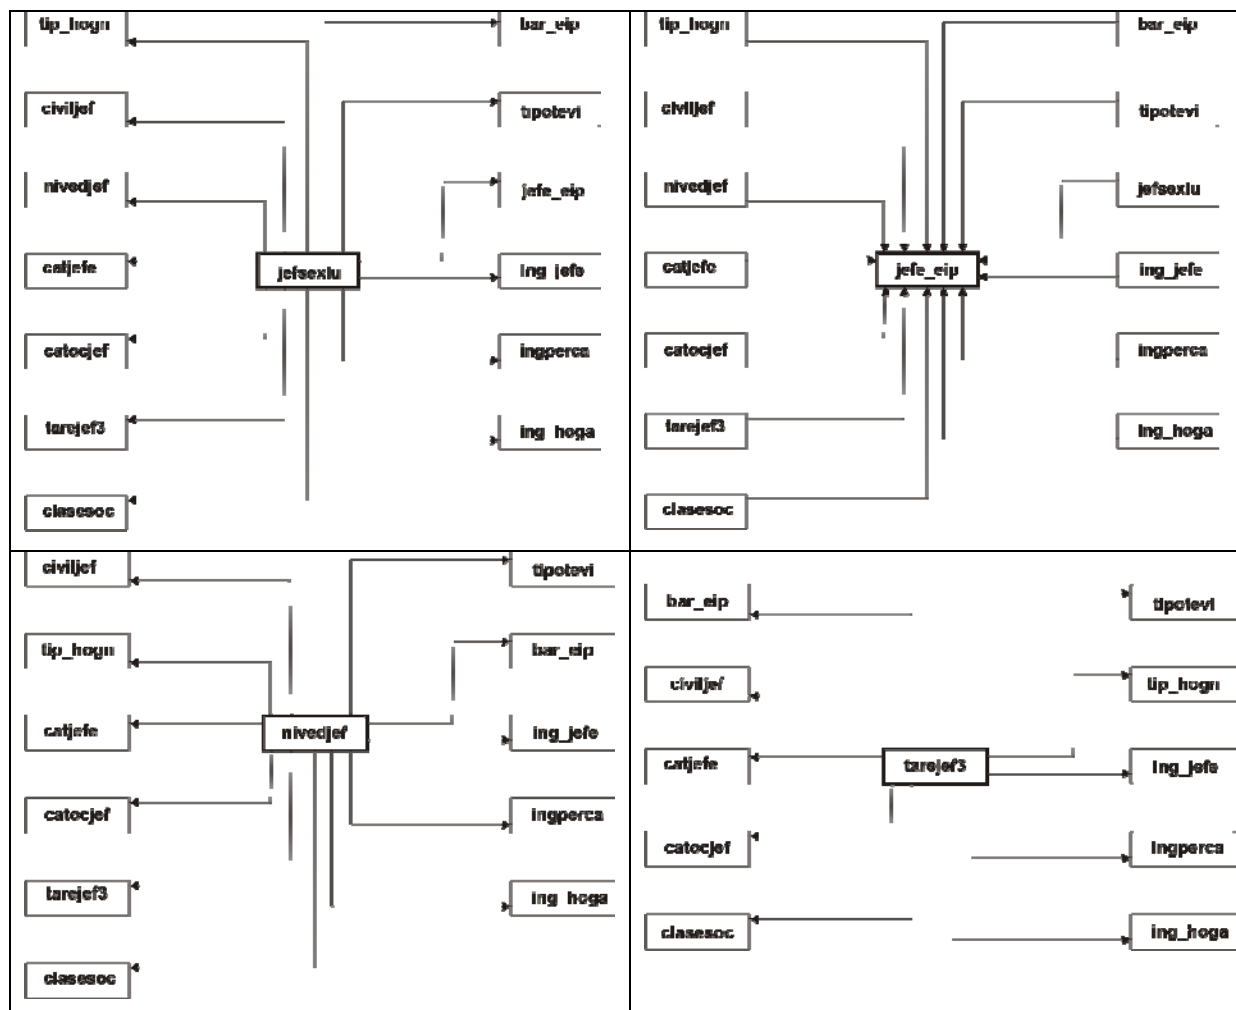 tip_hogn
bar_eip
civiljef
tipotevi
nivedjef
jefe_eip
catjefe
jefsexlu
ing_jefe
catocjef
ingperca
tarejef3
ing_hoga
clasesoc
tip_hogn
bar_eip
civiljef
tipotevi
nivedjef
jefsexlu
catjefe
jefe_eip
ing_jefe
catocjef
ingperca
tarejef3
ing_hoga
clasesoc
civiljef
tipotevi
tip_hogn
bar_eip
catjefe
nivedjef
ing_jefe
catocjef
ingperca
tarejef3
ing_hoga
clasesoc
bar_eip
tipotevi
civiljef
tip_hogn
catjefe
tarejef3
ing_jefe
catocjef
ingperca
clasesoc
ing_hoga